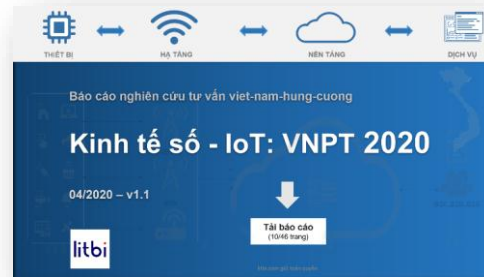 THIẾT BỊ
HẠ TẦNG
NỀN TẢNG
DỊCH VỤ
Báo cáo nghiên cứu tư vấn viet-nam-hung-cuong
Kinh tế số - IoT: VNPT 2020
04/2020 – v1.1
Tải báo cáo
(10/46 trang)
litbi